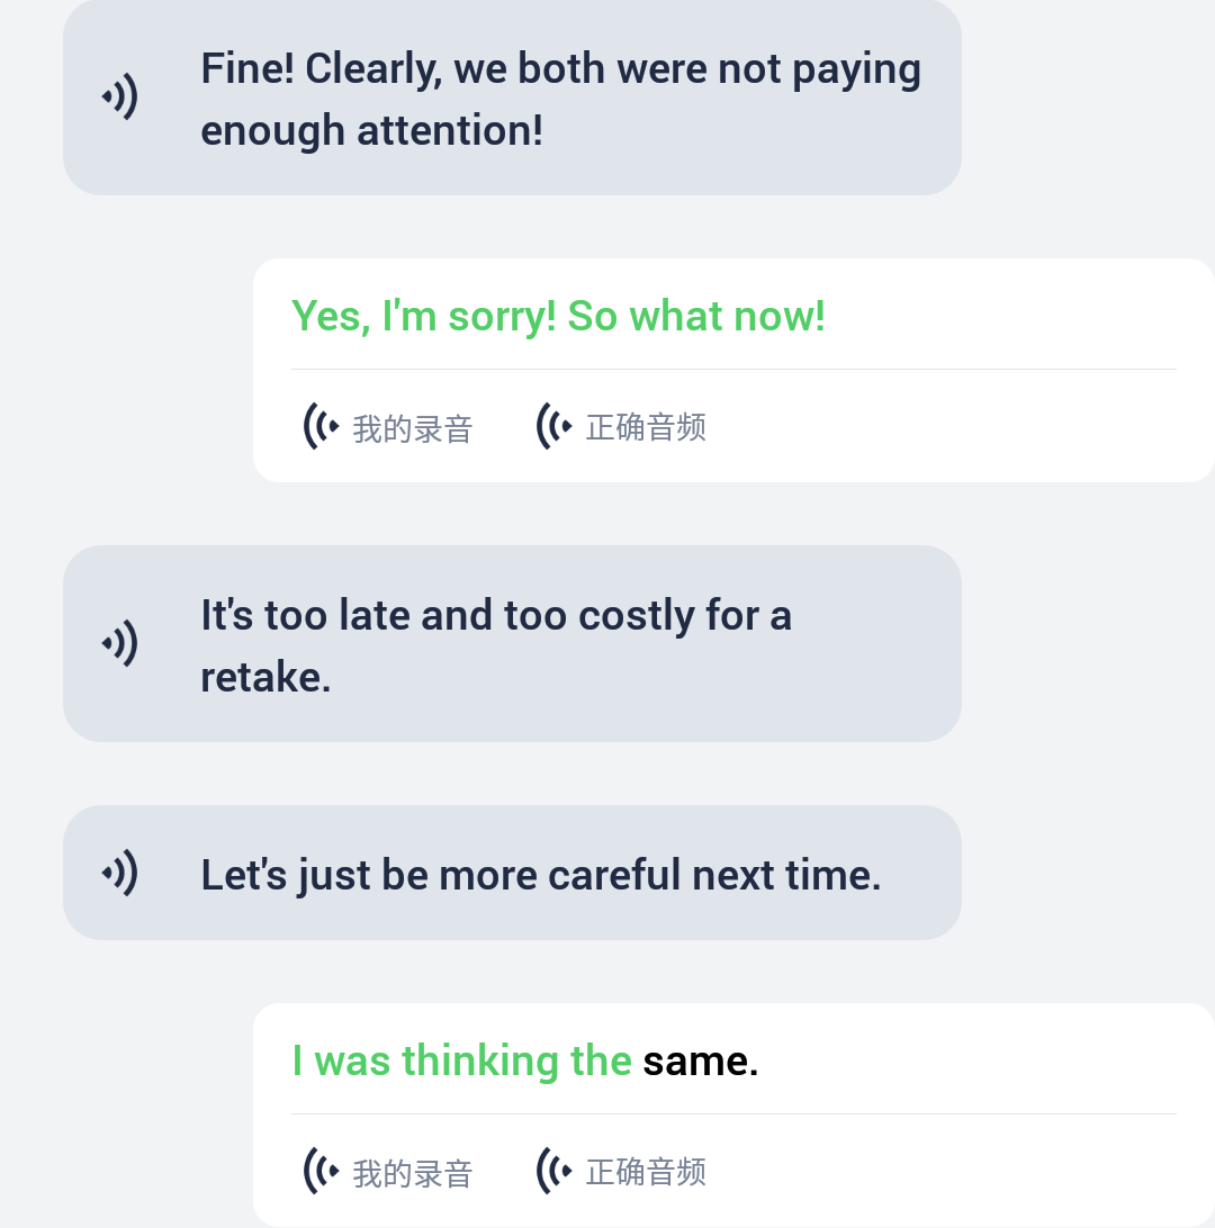 Fine! Clearly, we both were not paying
enough attention!
Yes, I'm sorry! So what now!
我的录音 正确音频
It's too late and too costly for a
retake.
Let's just be more careful next time.
I was thinking the same.
我的录音 正确音频